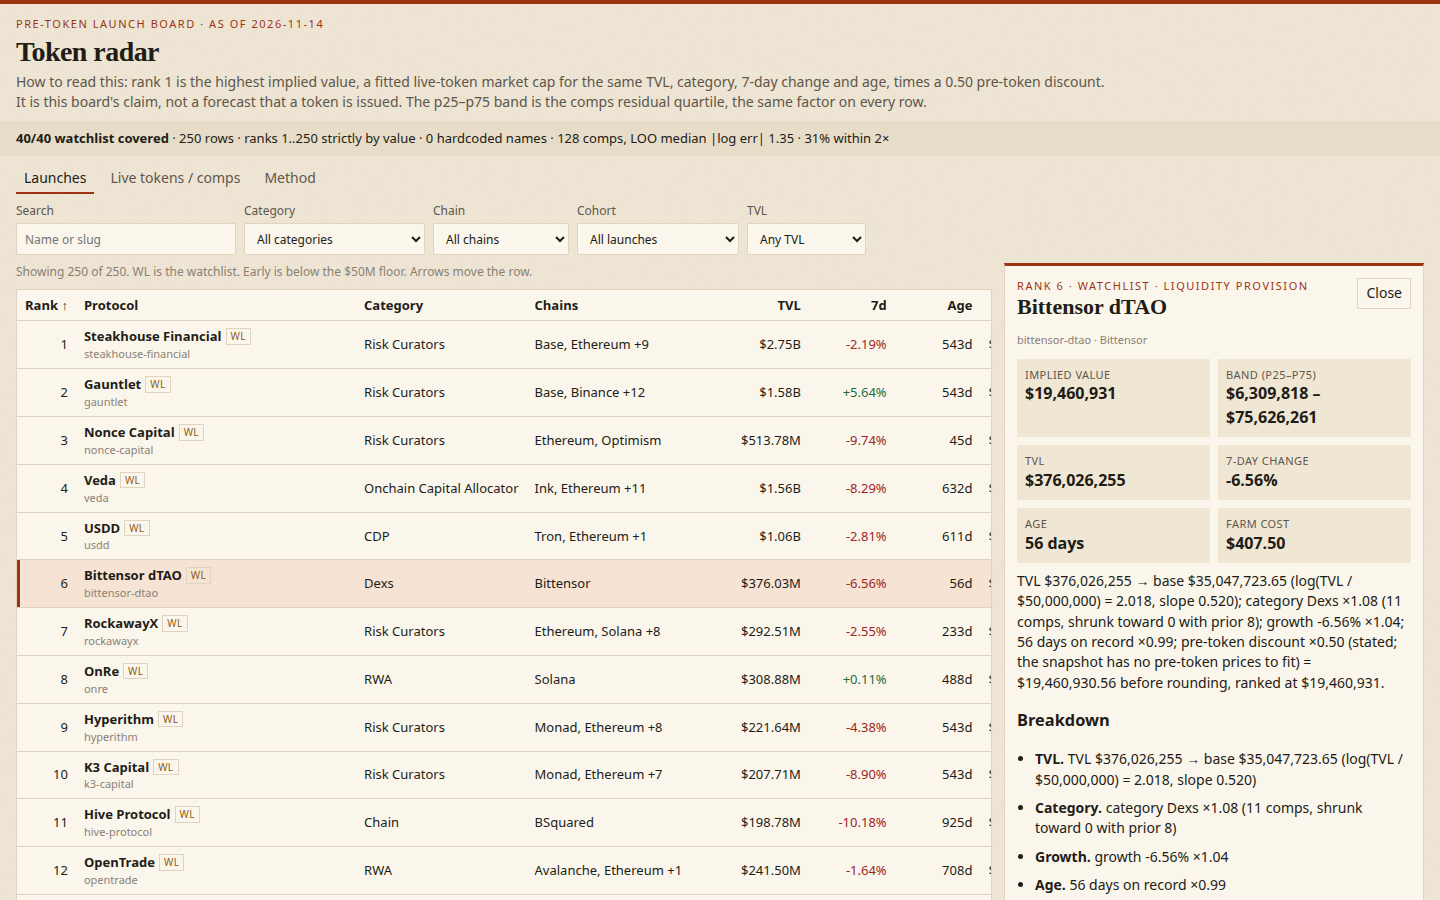 PRE-TOKEN LAUNCH BOARD · AS OF 2026-11-14
Token radar
How to read this: rank 1 is the highest implied value, a fitted live-token market cap for the same TVL, category, 7-day change and age, times a 0.50 pre-token discount.
It is this board's claim, not a forecast that a token is issued. The p25–p75 band is the comps residual quartile, the same factor on every row.
40/40 watchlist covered · 250 rows · ranks 1..250 strictly by value · 0 hardcoded names · 128 comps, LOO median |log err| 1.35 · 31% within 2×
Launches Live tokens / comps Method
Search Category Chain Cohort TVL
Name or slug All categories All chains All launches Any TVL
Showing 250 of 250. WL is the watchlist. Early is below the $50M floor. Arrows move the row.
Rank ↑ Protocol Category Chains TVL 7d Age
1 Steakhouse Financial WL Risk Curators Base, Ethereum +9 $2.75B -2.19% 543d
steakhouse-financial
2 Gauntlet WL Risk Curators Base, Binance +12 $1.58B +5.64% 543d
gauntlet
3 Nonce Capital WL Risk Curators Ethereum, Optimism $513.78M -9.74% 45d
nonce-capital
4 Veda WL Onchain Capital Allocator Ink, Ethereum +11 $1.56B -8.29% 632d
veda
5 USDD WL CDP Tron, Ethereum +1 $1.06B -2.81% 611d
usdd
6 Bittensor dTAO WL Dexs Bittensor $376.03M -6.56% 56d
bittensor-dtao
7 RockawayX WL Risk Curators Ethereum, Solana +8 $292.51M -2.55% 233d
rockawayx
8 OnRe WL RWA Solana $308.88M +0.11% 488d
onre
9 Hyperithm WL Risk Curators Monad, Ethereum +8 $221.64M -4.38% 543d
hyperithm
10 K3 Capital WL Risk Curators Monad, Ethereum +7 $207.71M -8.90% 543d
k3-capital
11 Hive Protocol WL Chain BSquared $198.78M -10.18% 925d
hive-protocol
12 OpenTrade WL RWA Avalanche, Ethereum +1 $241.50M -1.64% 708d
opentrade
RANK 6 · WATCHLIST · LIQUIDITY PROVISION
Bittensor dTAO
Close
bittensor-dtao · Bittensor
IMPLIED VALUE
$19,460,931
BAND (P25–P75)
$6,309,818 –
$75,626,261
TVL
$376,026,255
7-DAY CHANGE
-6.56%
AGE
56 days
FARM COST
$407.50
TVL $376,026,255 → base $35,047,723.65 (log(TVL /
$50,000,000) = 2.018, slope 0.520); category Dexs ×1.08 (11
comps, shrunk toward 0 with prior 8); growth -6.56% ×1.04;
56 days on record ×0.99; pre-token discount ×0.50 (stated;
the snapshot has no pre-token prices to fit) =
$19,460,930.56 before rounding, ranked at $19,460,931.
Breakdown
• TVL. TVL $376,026,255 → base $35,047,723.65 (log(TVL /
$50,000,000) = 2.018, slope 0.520)
• Category. category Dexs ×1.08 (11 comps, shrunk
toward 0 with prior 8)
• Growth. growth -6.56% ×1.04
• Age. 56 days on record ×0.99